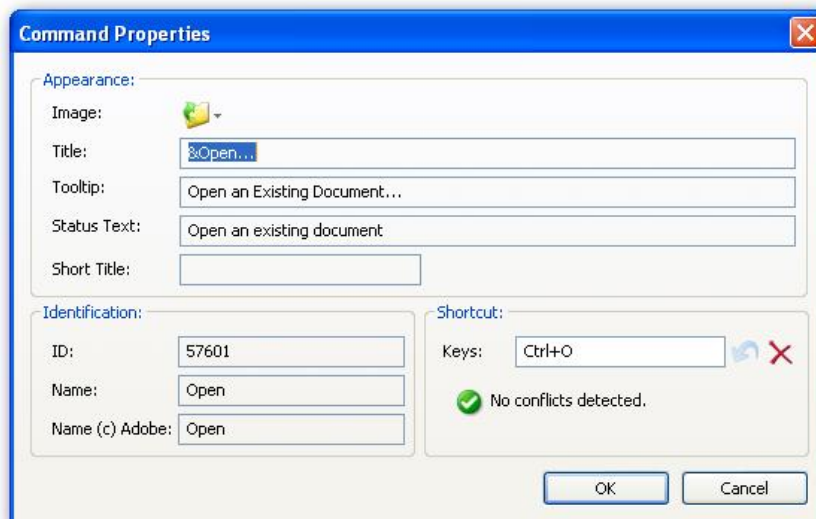 Command Properties
Appearance:
Image:
Title: &Open...
Tooltip: Open an Existing Document...
Status Text: Open an existing document
Short Title:
Identification:
ID: 57601
Name: Open
Name (c) Adobe: Open
Shortcut:
Keys: Ctrl+O
No conflicts detected.
OK Cancel